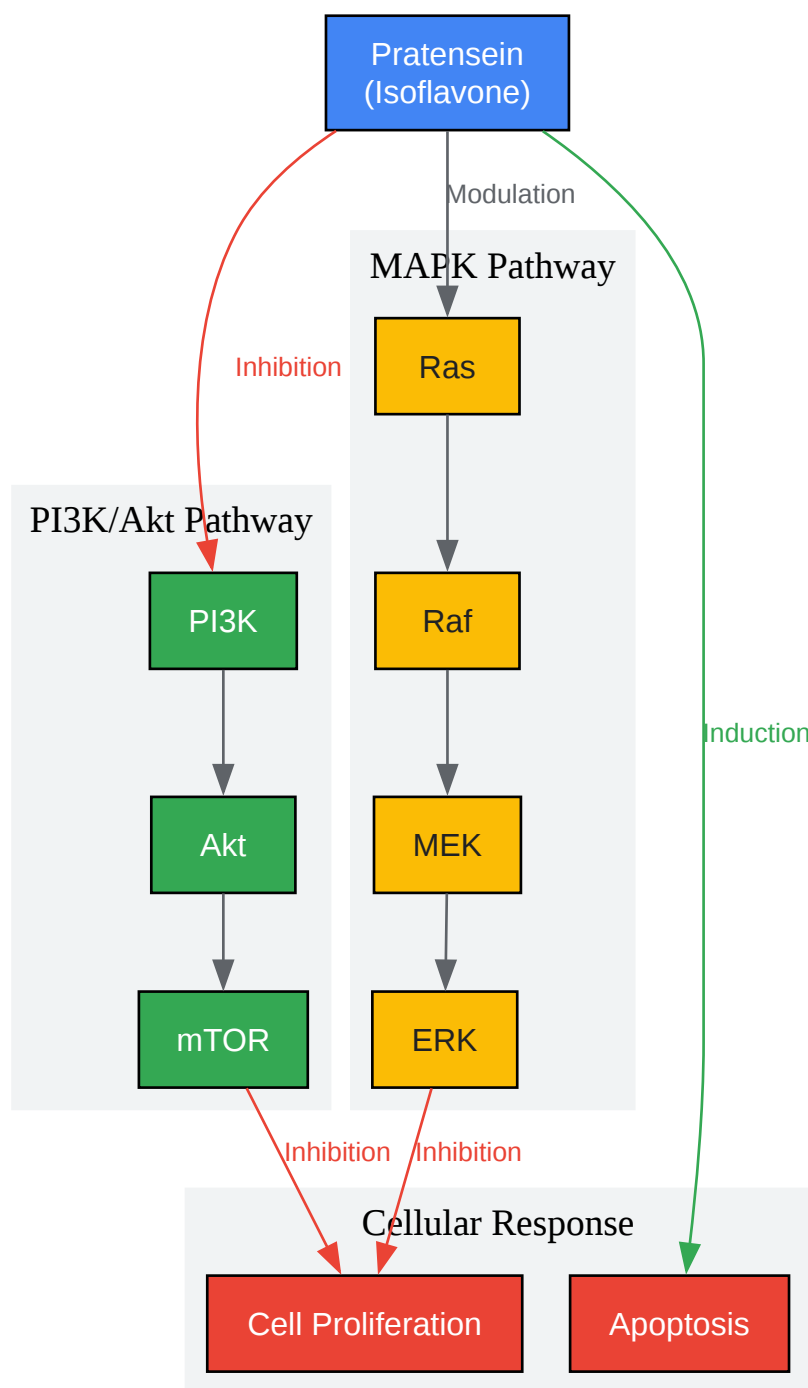 Pratensein
(Isoflavone)
Modulation
MAPK Pathway
Ras
Inhibition
PI3K/Akt Pathway
PI3K
Raf
Induction
Akt
MEK
mTOR
ERK
Inhibition
Inhibition
Cellular Response
Cell Proliferation
Apoptosis